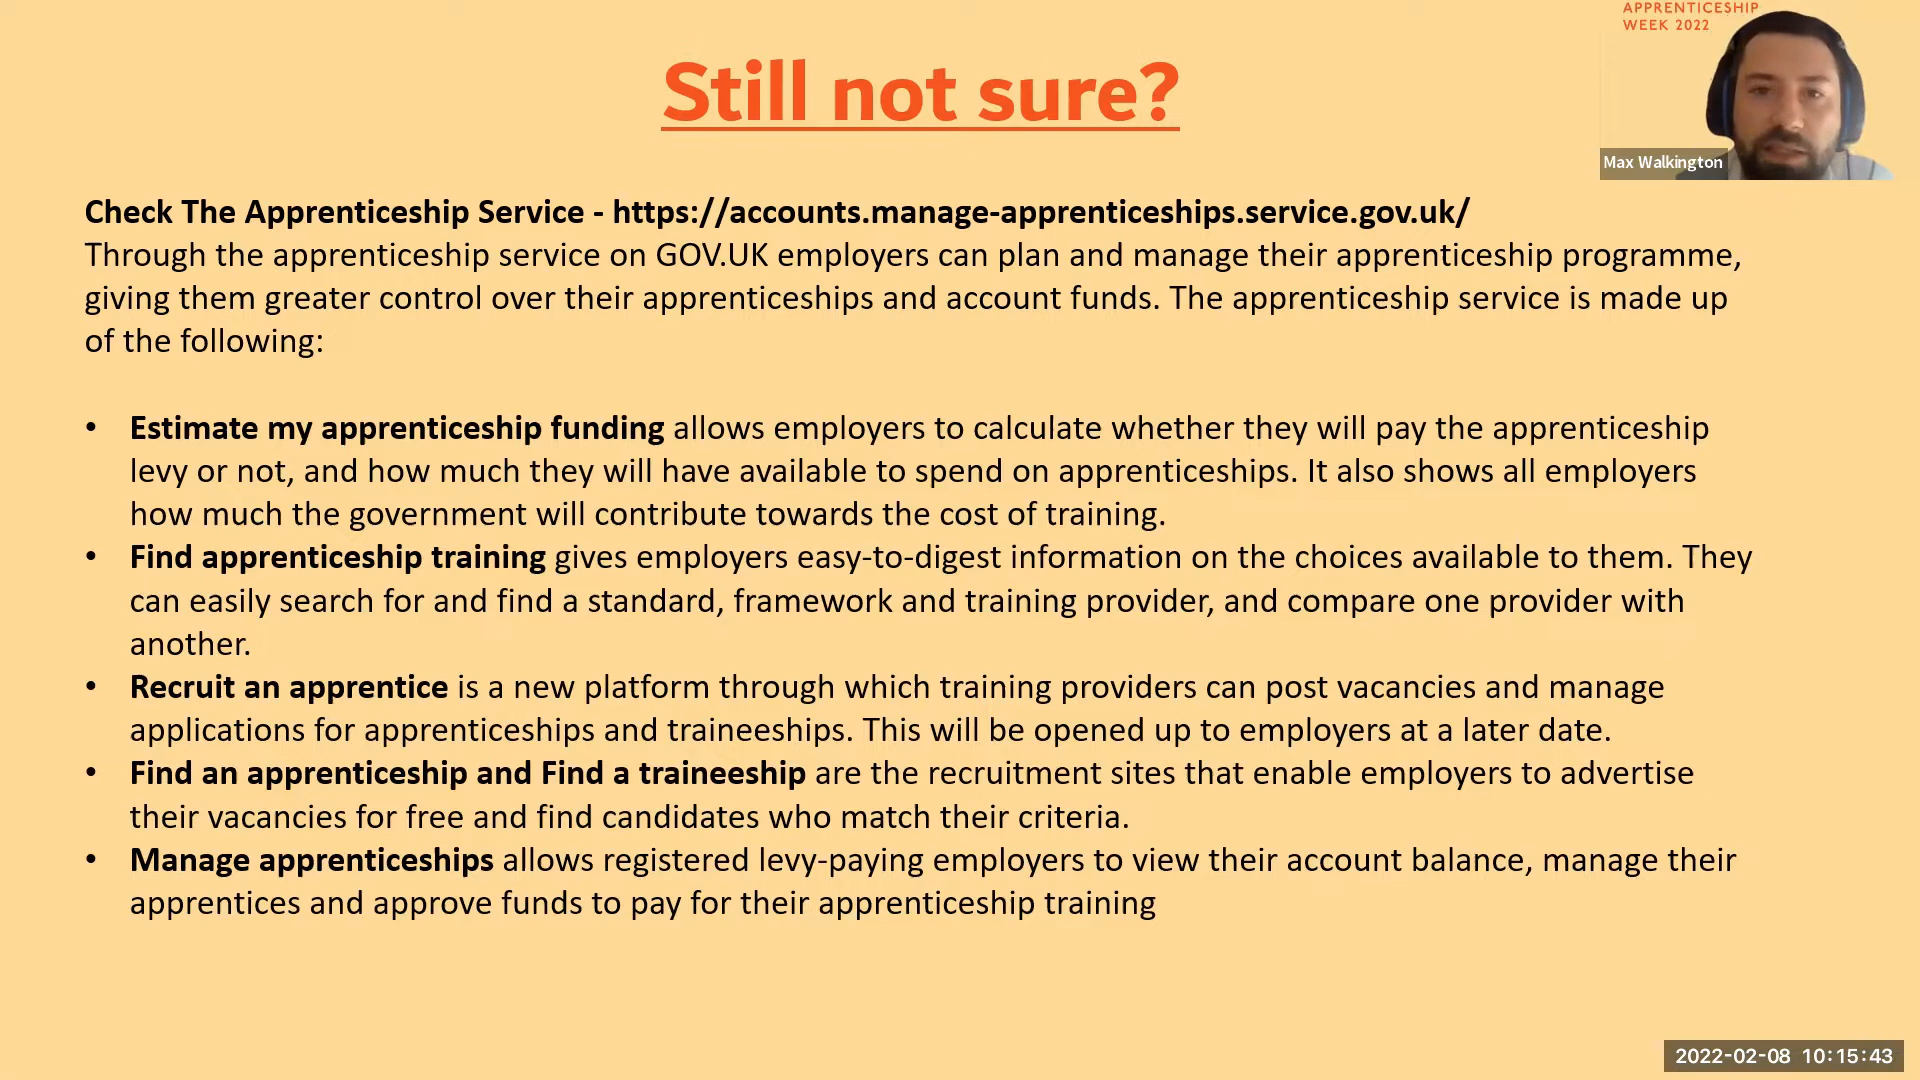 APPRENTICESHIP
WEEK 2022
Still not sure?
Max Walkington
Check The Apprenticeship Service - https://accounts.manage-apprenticeships.service.gov.uk/
Through the apprenticeship service on GOV.UK employers can plan and manage their apprenticeship programme,
giving them greater control over their apprenticeships and account funds. The apprenticeship service is made up
of the following:
• Estimate my apprenticeship funding allows employers to calculate whether they will pay the apprenticeship
levy or not, and how much they will have available to spend on apprenticeships. It also shows all employers
how much the government will contribute towards the cost of training.
• Find apprenticeship training gives employers easy-to-digest information on the choices available to them. They
can easily search for and find a standard, framework and training provider, and compare one provider with
another.
• Recruit an apprentice is a new platform through which training providers can post vacancies and manage
applications for apprenticeships and traineeships. This will be opened up to employers at a later date.
• Find an apprenticeship and Find a traineeship are the recruitment sites that enable employers to advertise
their vacancies for free and find candidates who match their criteria.
• Manage apprenticeships allows registered levy-paying employers to view their account balance, manage their
apprentices and approve funds to pay for their apprenticeship training
2022-02-08 10:15:43